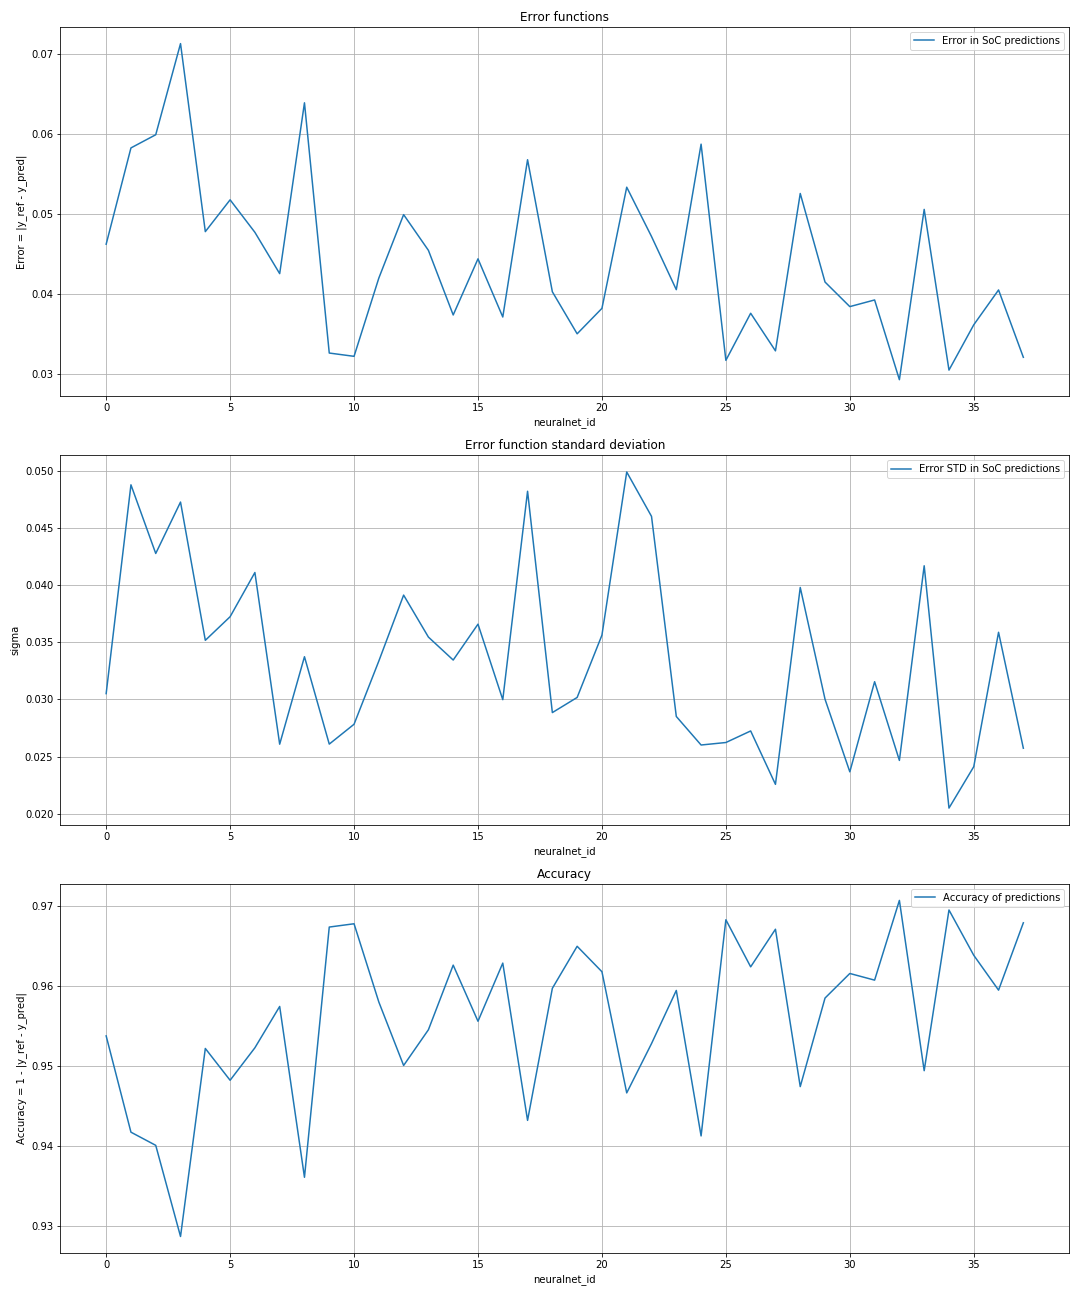 Error functions
Error in SoC predictions
Error = |y_ref - y_pred|
0.07
0.06
0.05
0.04
0.03
0 5 10 15 20 25 30 35
neuralnet_id
Error function standard deviation
Error STD in SoC predictions
sigma
0.050
0.045
0.040
0.035
0.030
0.025
0.020
0 5 10 15 20 25 30 35
neuralnet_id
Accuracy
Accuracy of predictions
Accuracy = 1 - |y_ref - y_pred|
0.97
0.96
0.95
0.94
0.93
0 5 10 15 20 25 30 35
neuralnet_id